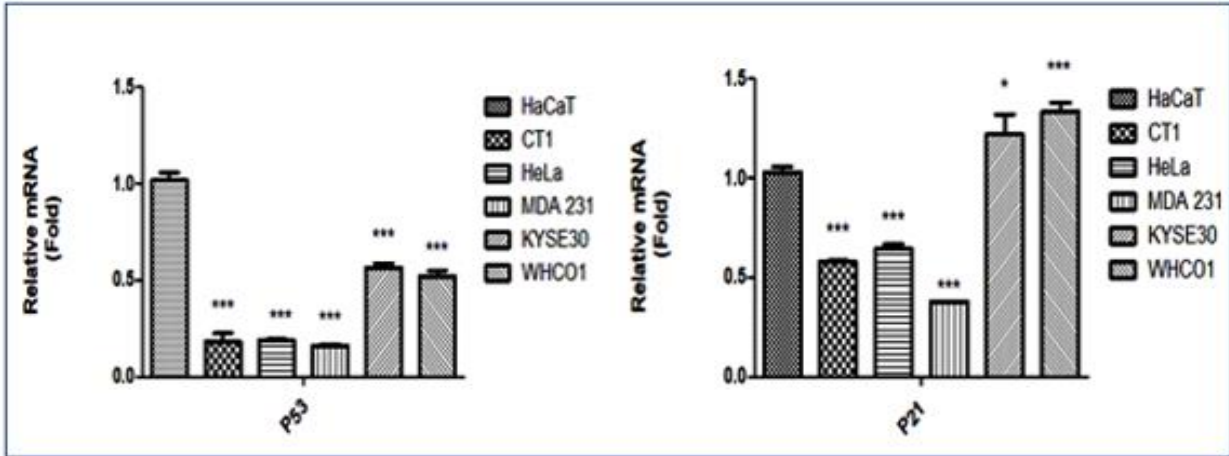 Relative mRNA
(Fold)
1.5
1.0
0.5
0.0
***
***
***
***
***
P53
HaCaT
CT1
HeLa
MDA 231
KYSE30
WHCO1
Relative mRNA
(Fold)
1.5
1.0
0.5
0.0
***
***
***
*
***
P21
HaCaT
CT1
HeLa
MDA 231
KYSE30
WHCO1